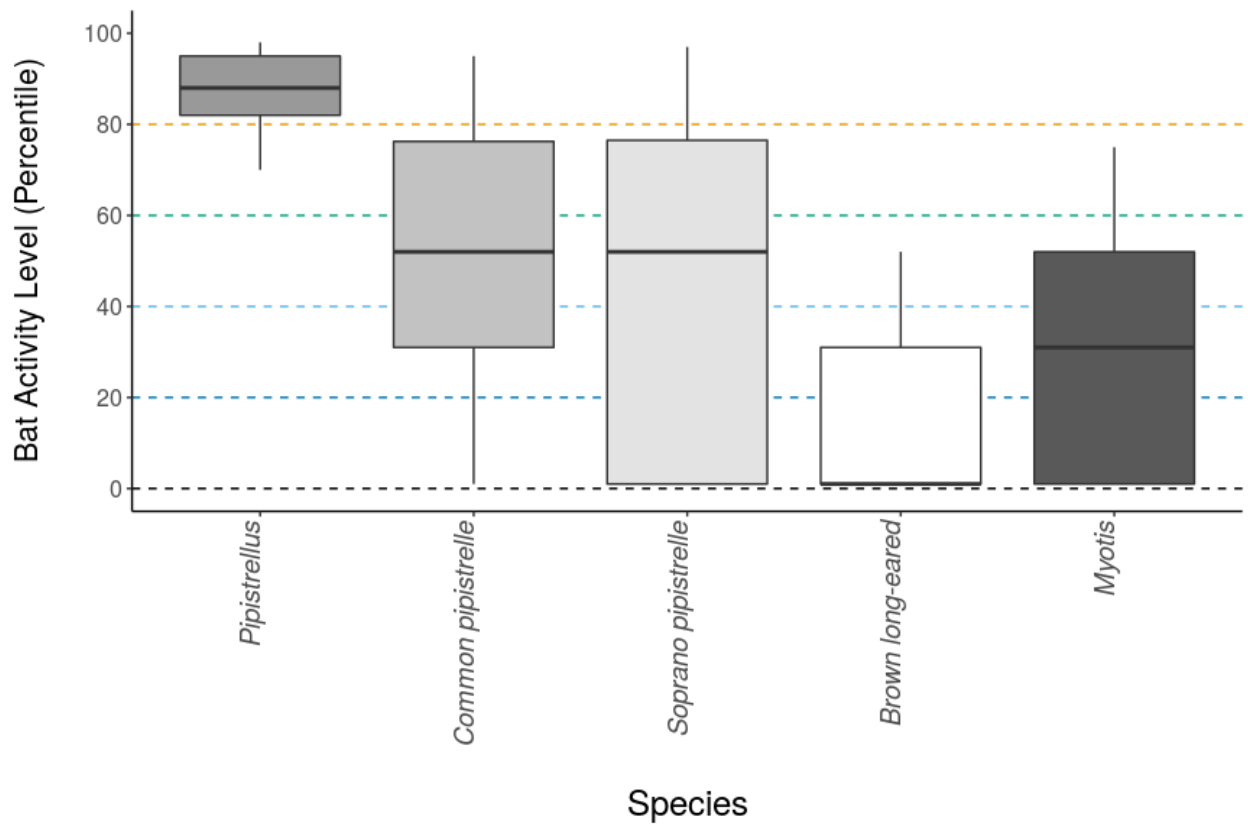 Bat Activity Level (Percentile)
100
80
60
40
20
0
Pipistrellus
Common pipistrelle
Soprano pipistrelle
Brown long-eared
Myotis
Species